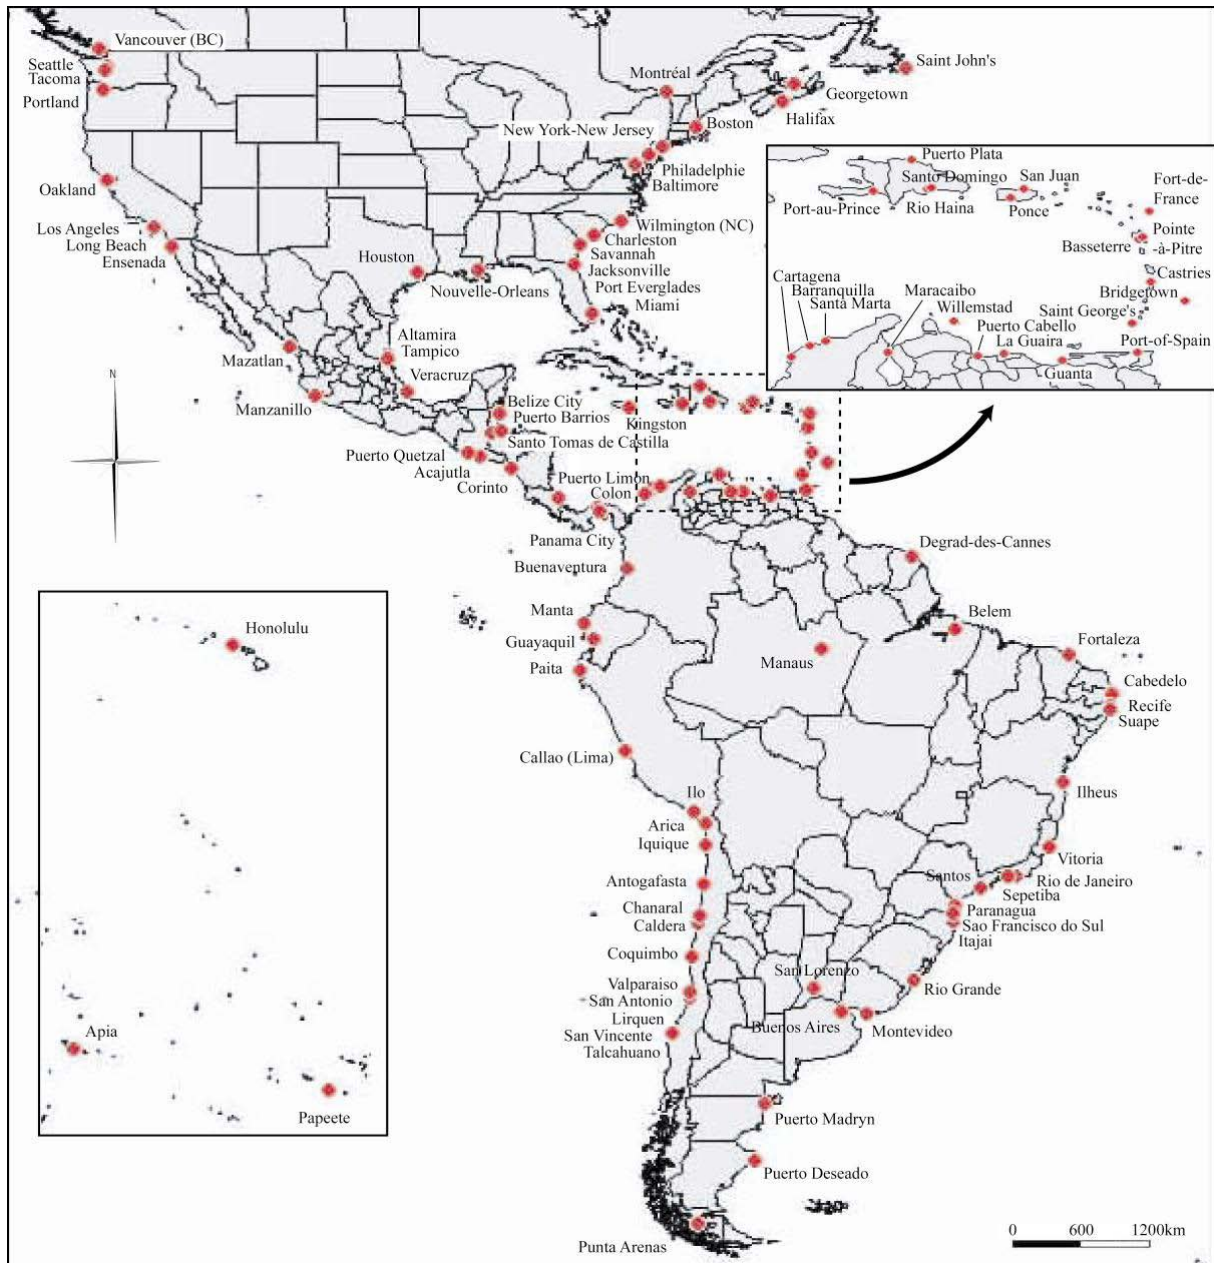 Vancouver (BC)
Seattle
Tacoma
Portland
Oakland
Los Angeles
Long Beach
Ensenada
Saint John's
Montréal
Georgetown
Halifax
Boston
New York-New Jersey
Philadelphie
Baltimore
Wilmington (NC)
Charleston
Savannah
Jacksonville
Port Everglades
Miami
Houston
Nouvelle-Orleans
Altamira
Tampico
Mazatlan
Veracruz
Manzanillo
Belize City
Puerto Barrios
Santo Tomas de Castilla
Kingston
Puerto Quetzal
Acajutla
Corinto
Puerto Limon
Colon
Panama City
Puerto Plata
Santo Domingo
San Juan
Port-au-Prince
Rio Haina
Ponce
Fort-de-
France
Pointe
-à-Pitre
Basseterre
Castries
Bridgetown
Cartagena
Barranquilla
Santa Marta
Maracaibo
Willemstad
Saint George's
Puerto Cabello
La Guaira
Port-of-Spain
Guanta
N
Buenaventura
Degrad-des-Cannes
Manta
Guayaquil
Paita
Belem
Fortaleza
Manaus
Cabedelo
Recife
Suape
Callao (Lima)
Ilheus
Ilo
Arica
Iquique
Vitoria
Antogafasta
Santos
Rio de Janeiro
Sepetiba
Chanaral
Caldera
Paranagua
Sao Francisco do Sul
Itajai
Coquimbo
San Lorenzo
Valparaiso
San Antonio
Lirquen
Rio Grande
San Vincente
Talcahuano
Buenos Aires
Montevideo
Puerto Madryn
Puerto Deseado
Punta Arenas
Honolulu
Apia
Papeete
0 600 1200km